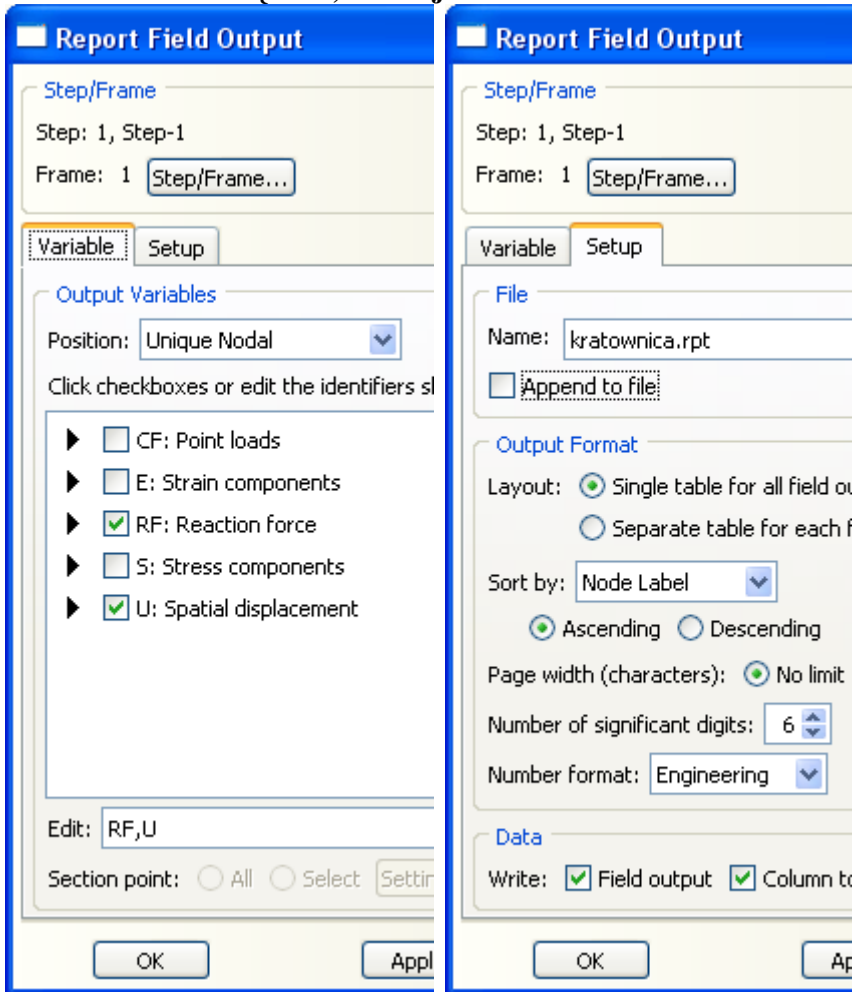 Report Field Output
Step/Frame
Step: 1, Step-1
Frame: 1 Step/Frame...
Variable Setup
Output Variables
Position: Unique Nodal
Click checkboxes or edit the identifiers
CF: Point loads
E: Strain components
RF: Reaction force
S: Stress components
U: Spatial displacement
Edit: RF,U
Section point: All Select
OK
Report Field Output
Step/Frame
Step: 1, Step-1
Frame: 1 Step/Frame...
Variable Setup
File
Name: kratownica.rpt
Append to file
Output Format
Layout: Single table for all field
Separate table for each
Sort by: Node Label
Ascending Descending
Page width (characters): No limit
Number of significant digits: 6
Number format: Engineering
Data
Write: Field output Column
OK